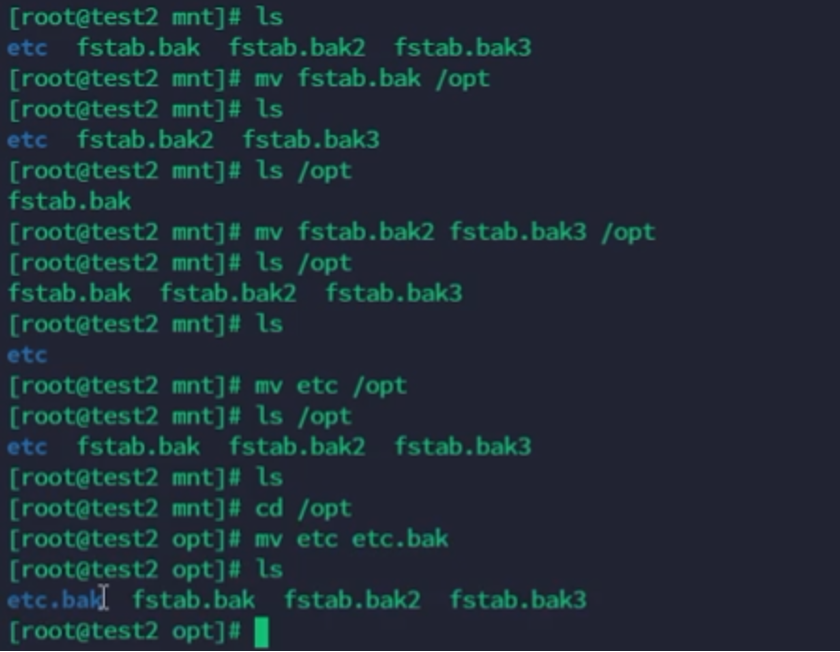 [root@test2 mnt]# ls
etc  fstab.bak  fstab.bak2  fstab.bak3
[root@test2 mnt]# mv fstab.bak /opt
[root@test2 mnt]# ls
etc  fstab.bak2  fstab.bak3
[root@test2 mnt]# ls /opt
fstab.bak
[root@test2 mnt]# mv fstab.bak2 fstab.bak3 /opt
[root@test2 mnt]# ls /opt
fstab.bak  fstab.bak2  fstab.bak3
[root@test2 mnt]# ls
etc
[root@test2 mnt]# mv etc /opt
[root@test2 mnt]# ls /opt
etc  fstab.bak  fstab.bak2  fstab.bak3
[root@test2 mnt]# ls
[root@test2 mnt]# cd /opt
[root@test2 opt]# mv etc etc.bak
[root@test2 opt]# ls
etc.bak  fstab.bak  fstab.bak2  fstab.bak3
[root@test2 opt]#